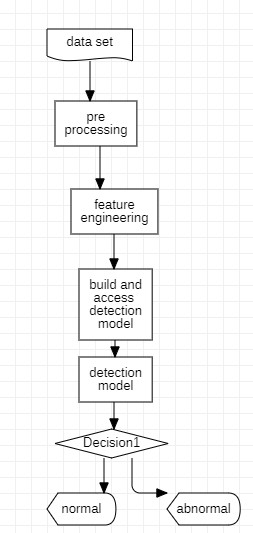 data set
pre
processing
feature
engineering
build and
access
detection
model
detection
model
Decision1
normal
abnormal